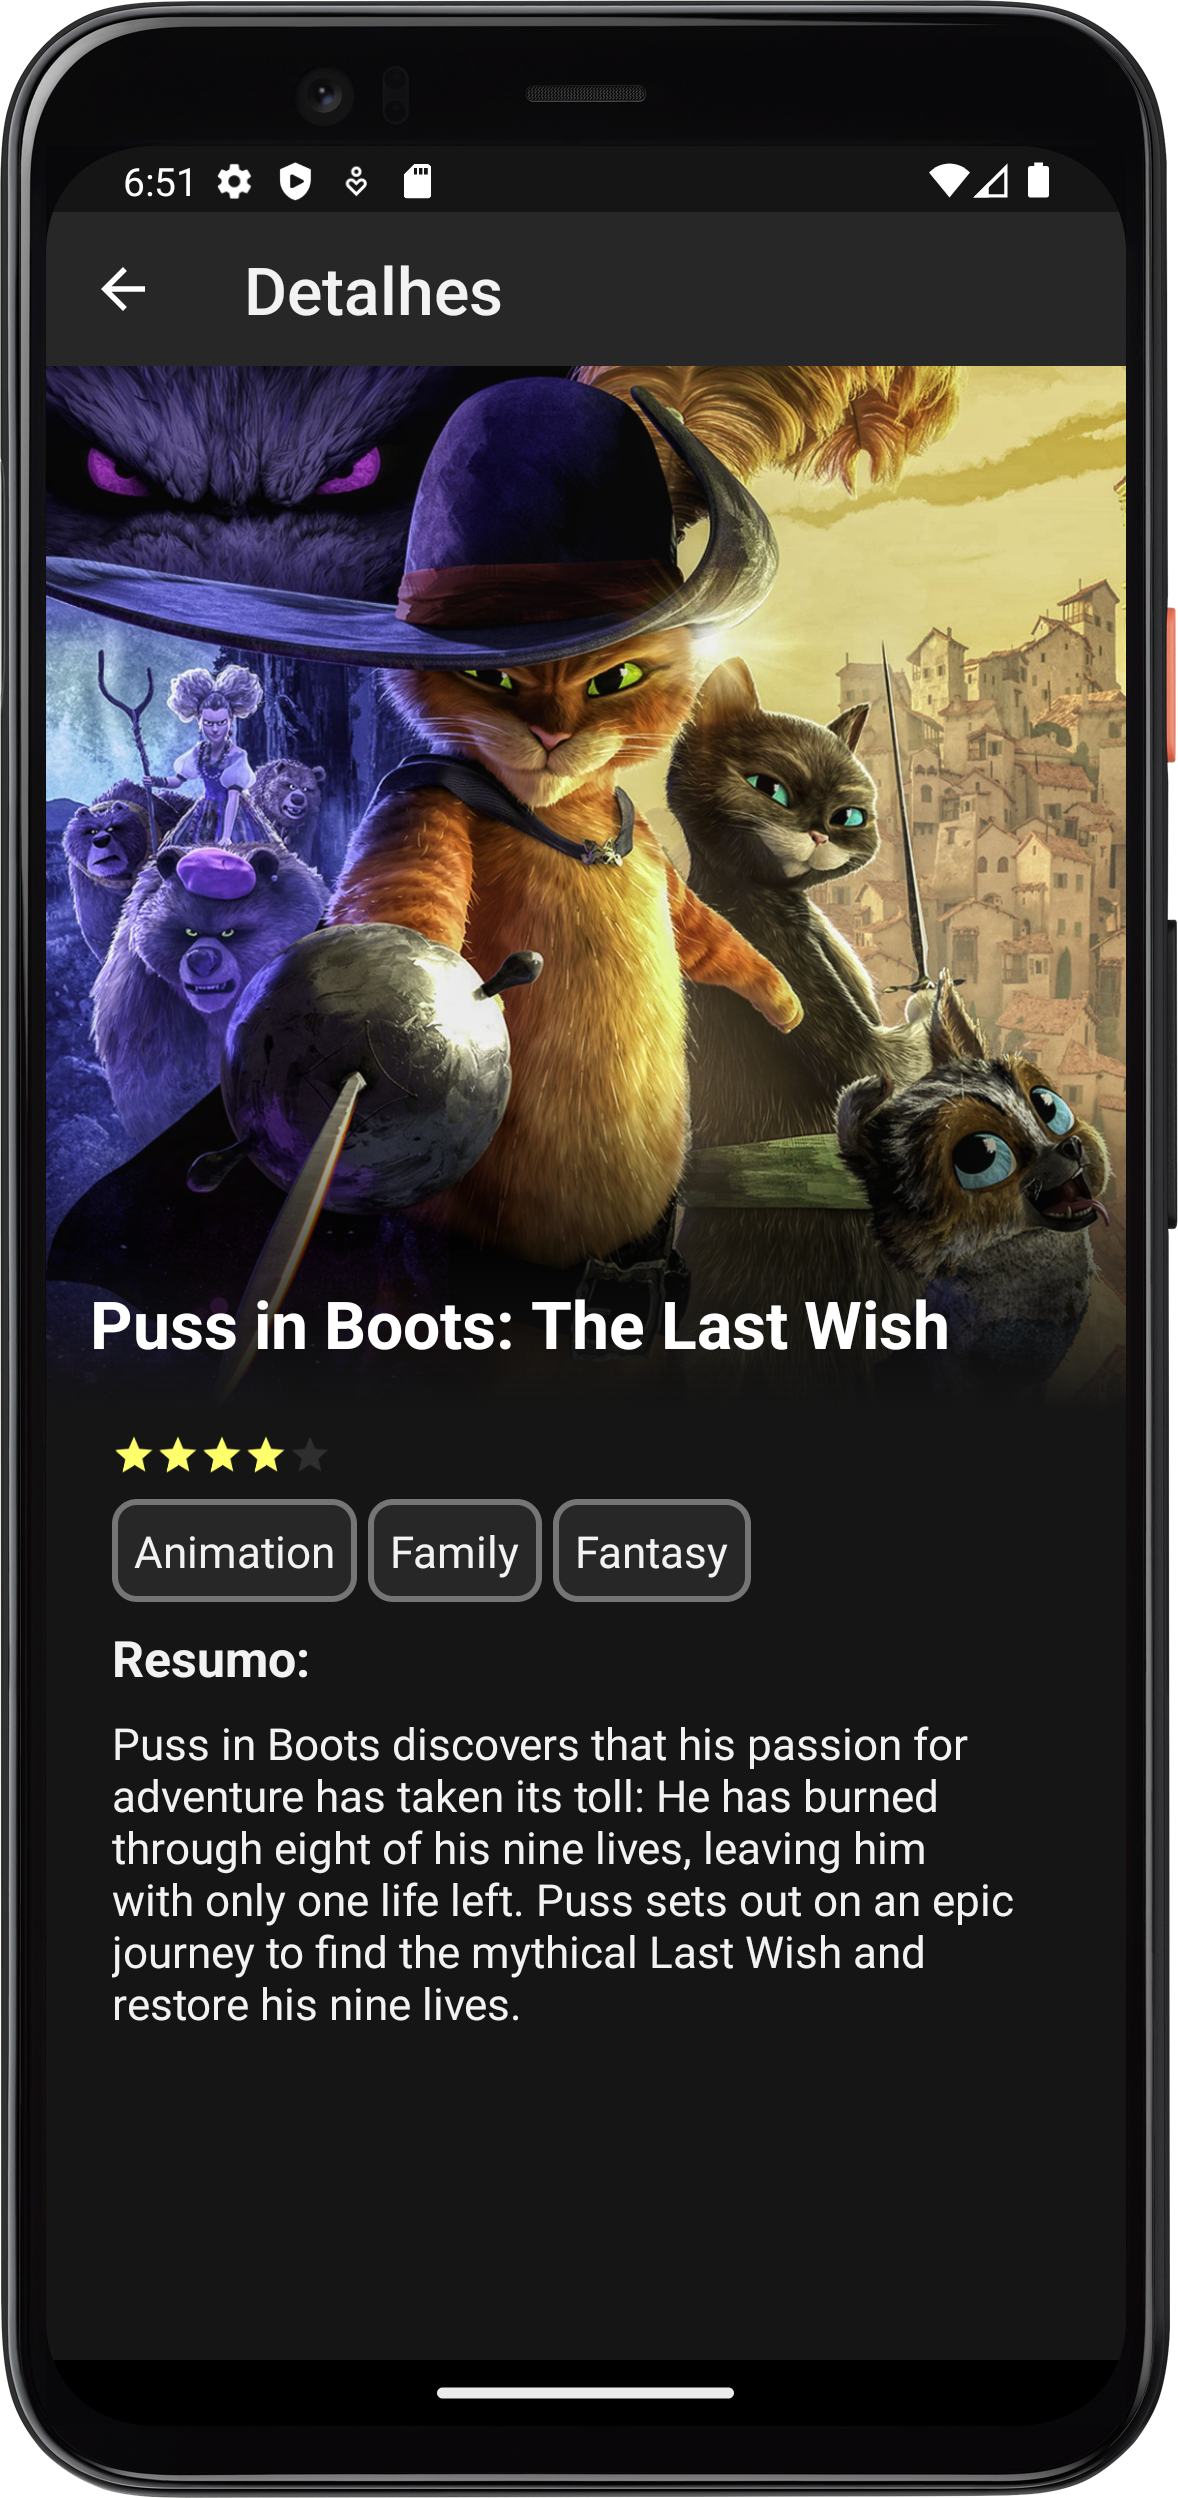 6:51
Detalhes
Puss in Boots: The Last Wish
Animation Family Fantasy
Resumo:
Puss in Boots discovers that his passion for
adventure has taken its toll: He has burned
through eight of his nine lives, leaving him
with only one life left. Puss sets out on an epic
journey to find the mythical Last Wish and
restore his nine lives.